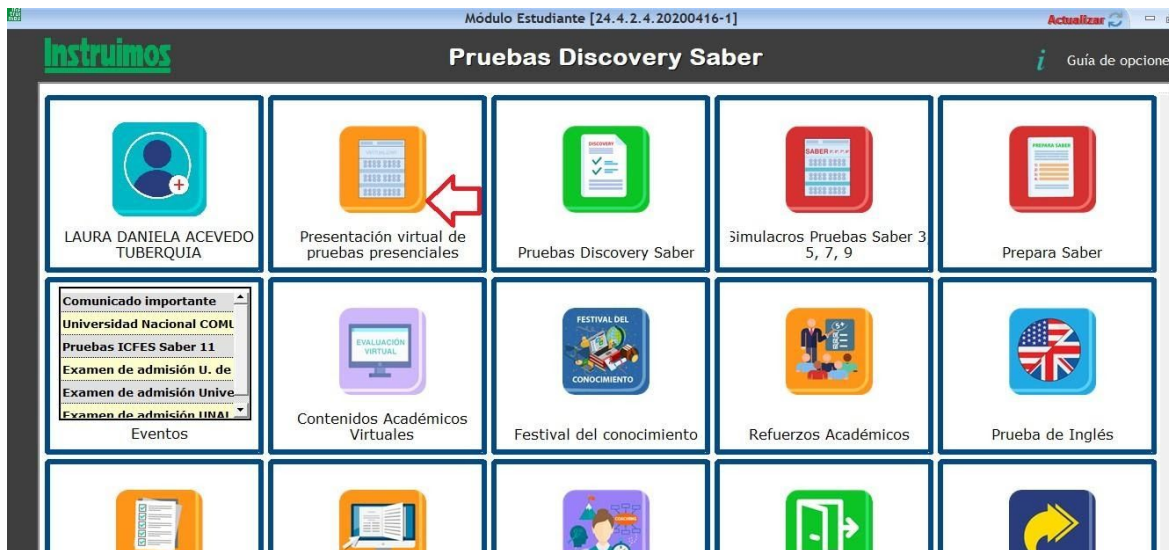 Módulo Estudiante [24.4.2.4.20200416-1]
Actualizar
Instruimos
Pruebas Discovery Saber
i Guía de opcione
LAURA DANIELA ACEVEDO
TUBERQUIA
Presentación virtual de
pruebas presenciales
DISCOVERY
Pruebas Discovery Saber
SABER
Simulacros Pruebas Saber 3
5, 7, 9
PREPARA SABER
Prepara Saber
Comunicado importante
Universidad Nacional COMU
Pruebas ICFES Saber 11
Examen de admisión U. de
Examen de admisión Unive
Examen de admisión UNAL
Eventos
EVALUACIÓN
VIRTUAL
Contenidos Académicos
Virtuales
FESTIVAL DEL
CONOCIMIENTO
Festival del conocimiento
Refuerzos Académicos
Prueba de Inglés